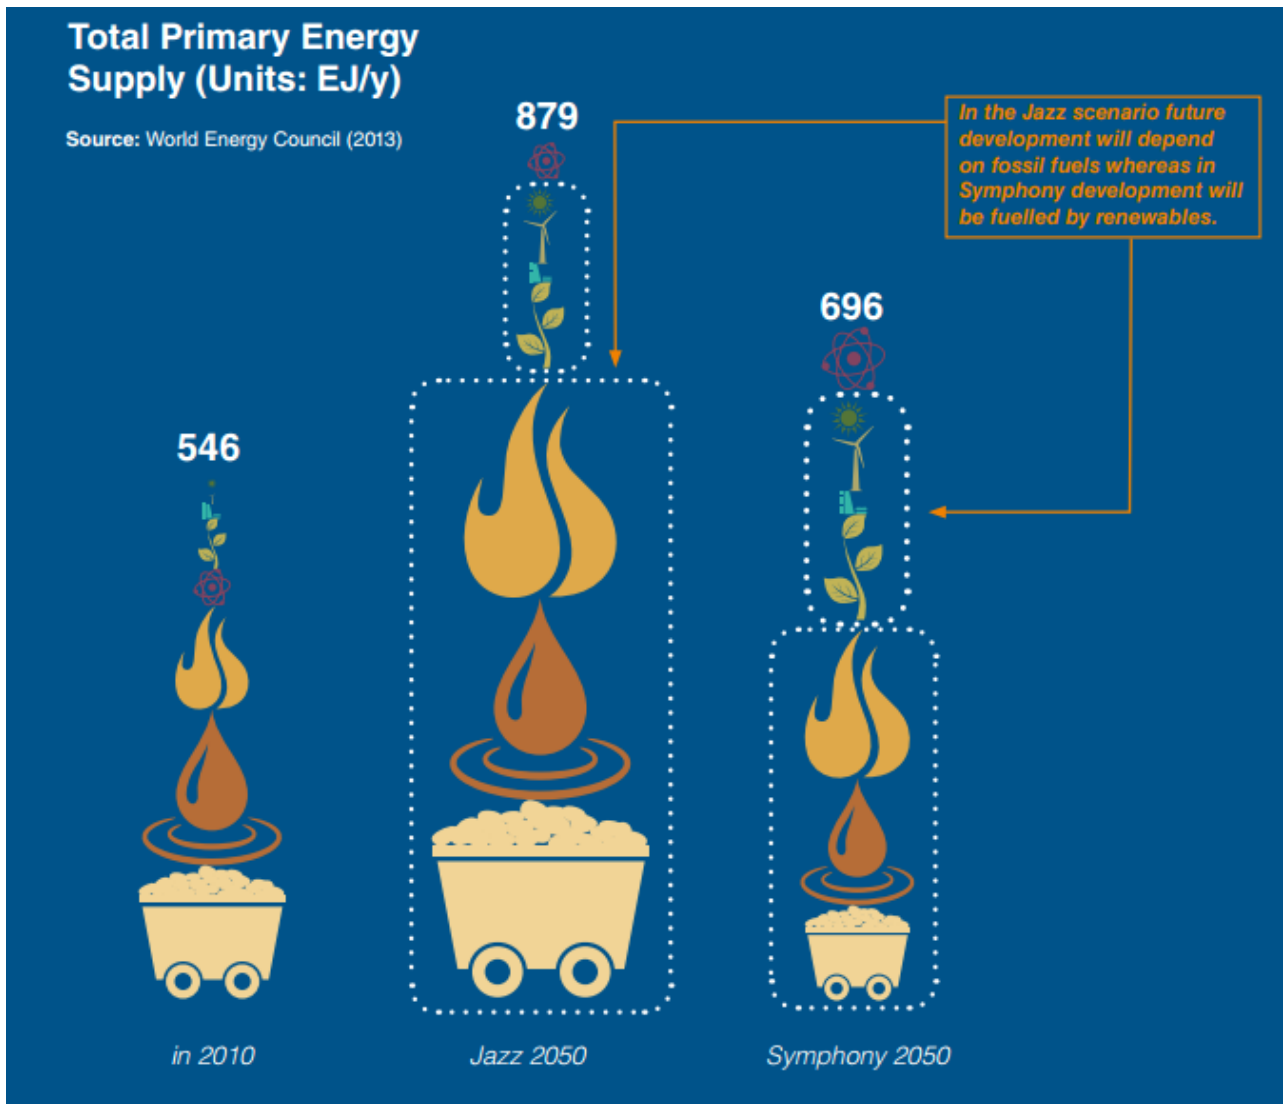 Total Primary Energy
Supply (Units: EJ/y)
Source: World Energy Council (2013)
879
In the Jazz scenario future
development will depend
on fossil fuels whereas in
Symphony development will
be fuelled by renewables.
696
546
in 2010
Jazz 2050
Symphony 2050